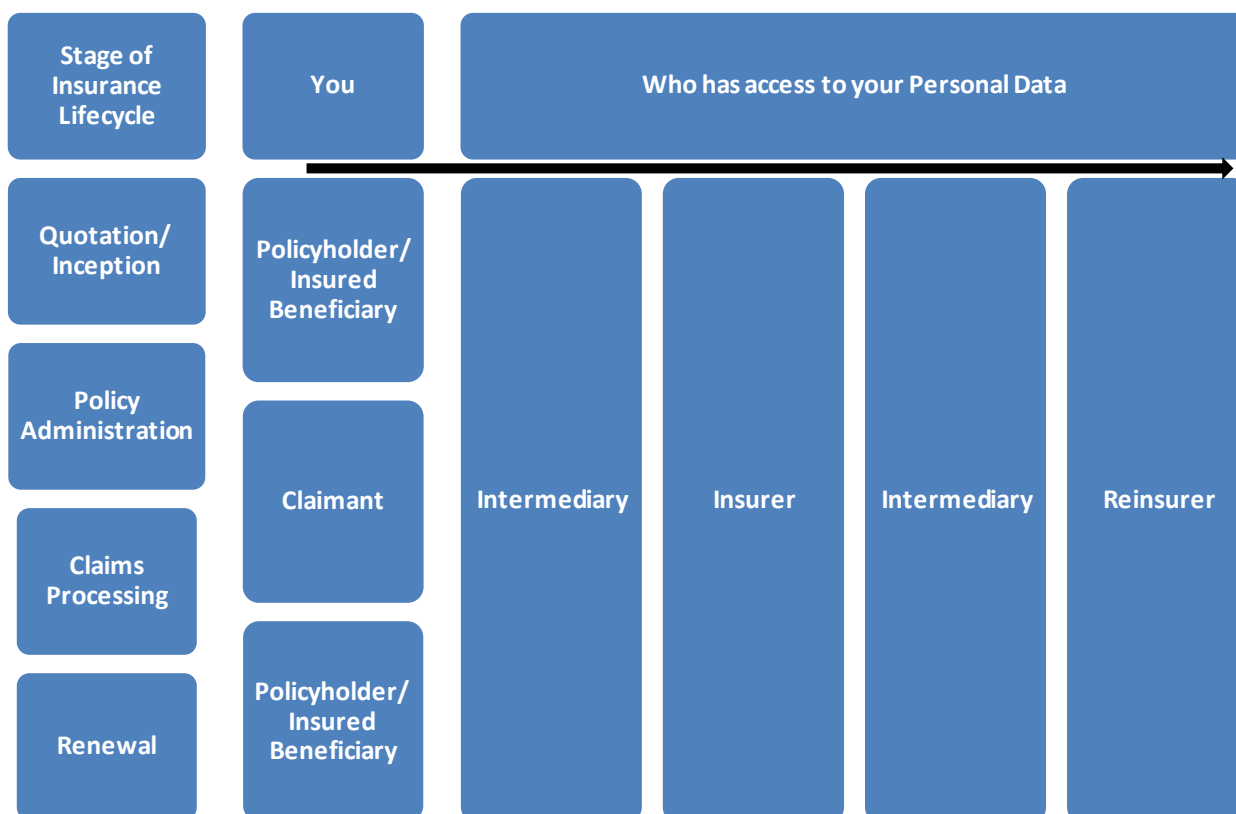 Stage of
Insurance
Lifecycle
You
Who has access to your Personal Data
Quotation/
Inception
Policy
Administration
Claims
Processing
Renewal
Policyholder/
Insured
Beneficiary
Claimant
Policyholder/
Insured
Beneficiary
Intermediary
Insurer
Intermediary
Reinsurer